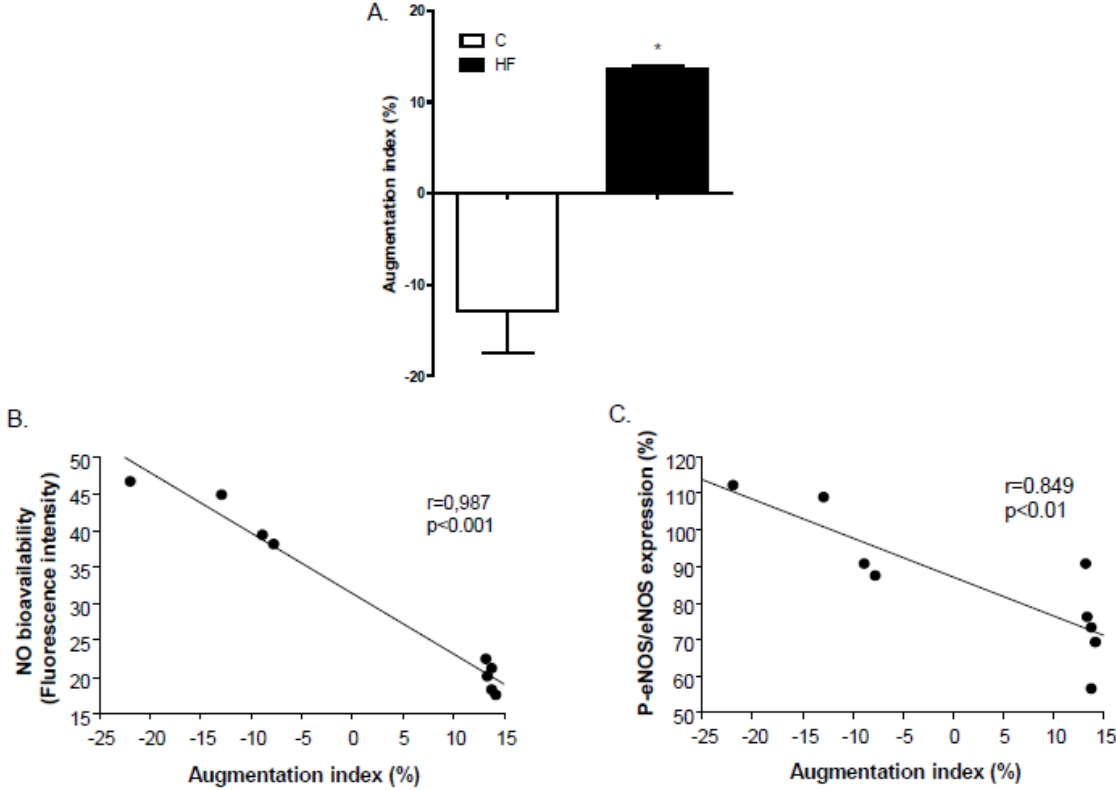 A.
20
10
0
-10
-20
Augmentation index (%)
C
HF
*
B.
50
45
40
35
30
25
20
15
NO bioavailability
(Fluorescence intensity)
r=0,987
p<0.001
-25 -20 -15 -10 -5 0 5 10 15
Augmentation index (%)
C.
120
110
100
90
80
70
60
50
P-eNOS/eNOS expression (%)
r=0.849
p<0.01
-25 -20 -15 -10 -5 0 5 10 15
Augmentation index (%)